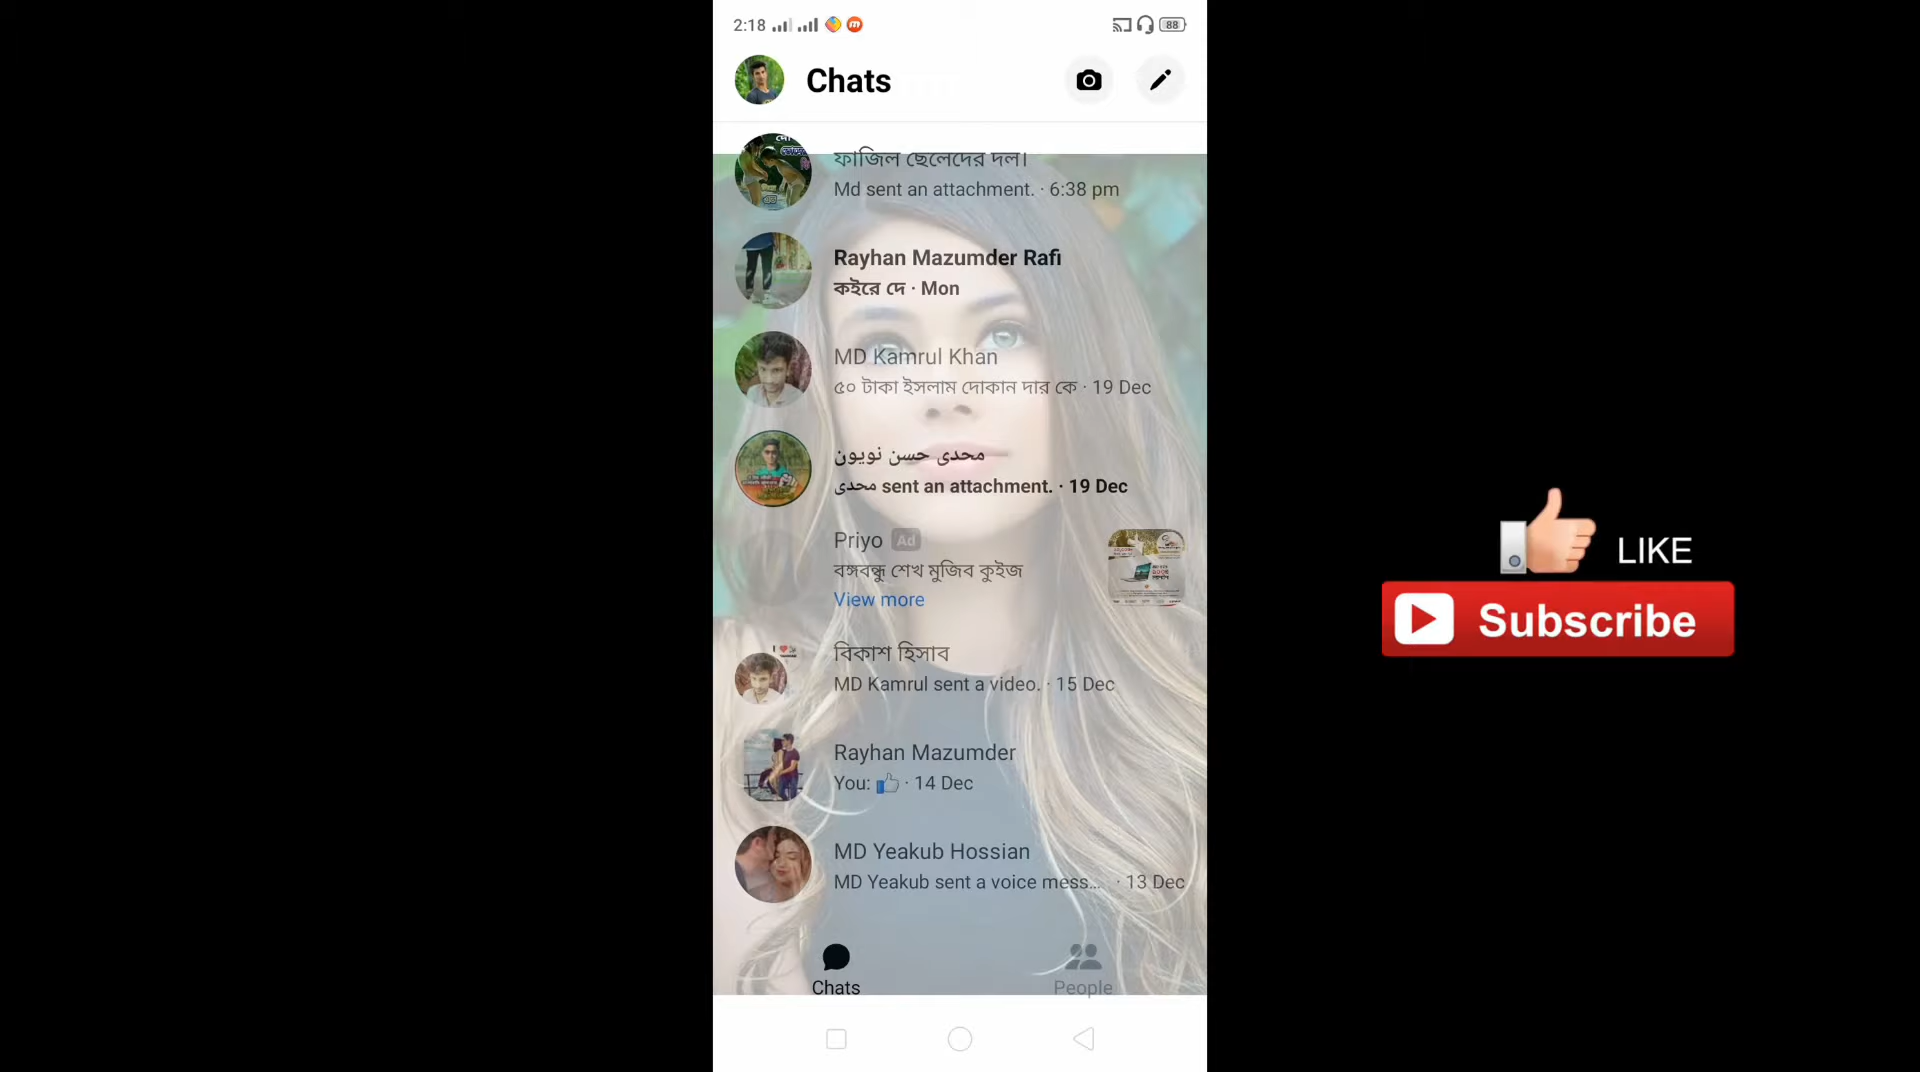 2:18
88
Chats
ফাজিল ছেলেদের দল।
Md sent an attachment. · 6:38 pm
Rayhan Mazumder Rafi
কইরে দে · Mon
MD Kamrul Khan
৫০ টাকা ইসলাম দোকান দার কে · 19 Dec
محدی حسن نویون
محدی sent an attachment. · 19 Dec
Priyo Ad
বঙ্গবন্ধু শেখ মুজিব কুইজ
View more
বিকাশ হিসাব
MD Kamrul sent a video. · 15 Dec
Rayhan Mazumder
You: 👍 · 14 Dec
MD Yeakub Hossian
MD Yeakub sent a voice mess... · 13 Dec
Chats
People
LIKE
Subscribe